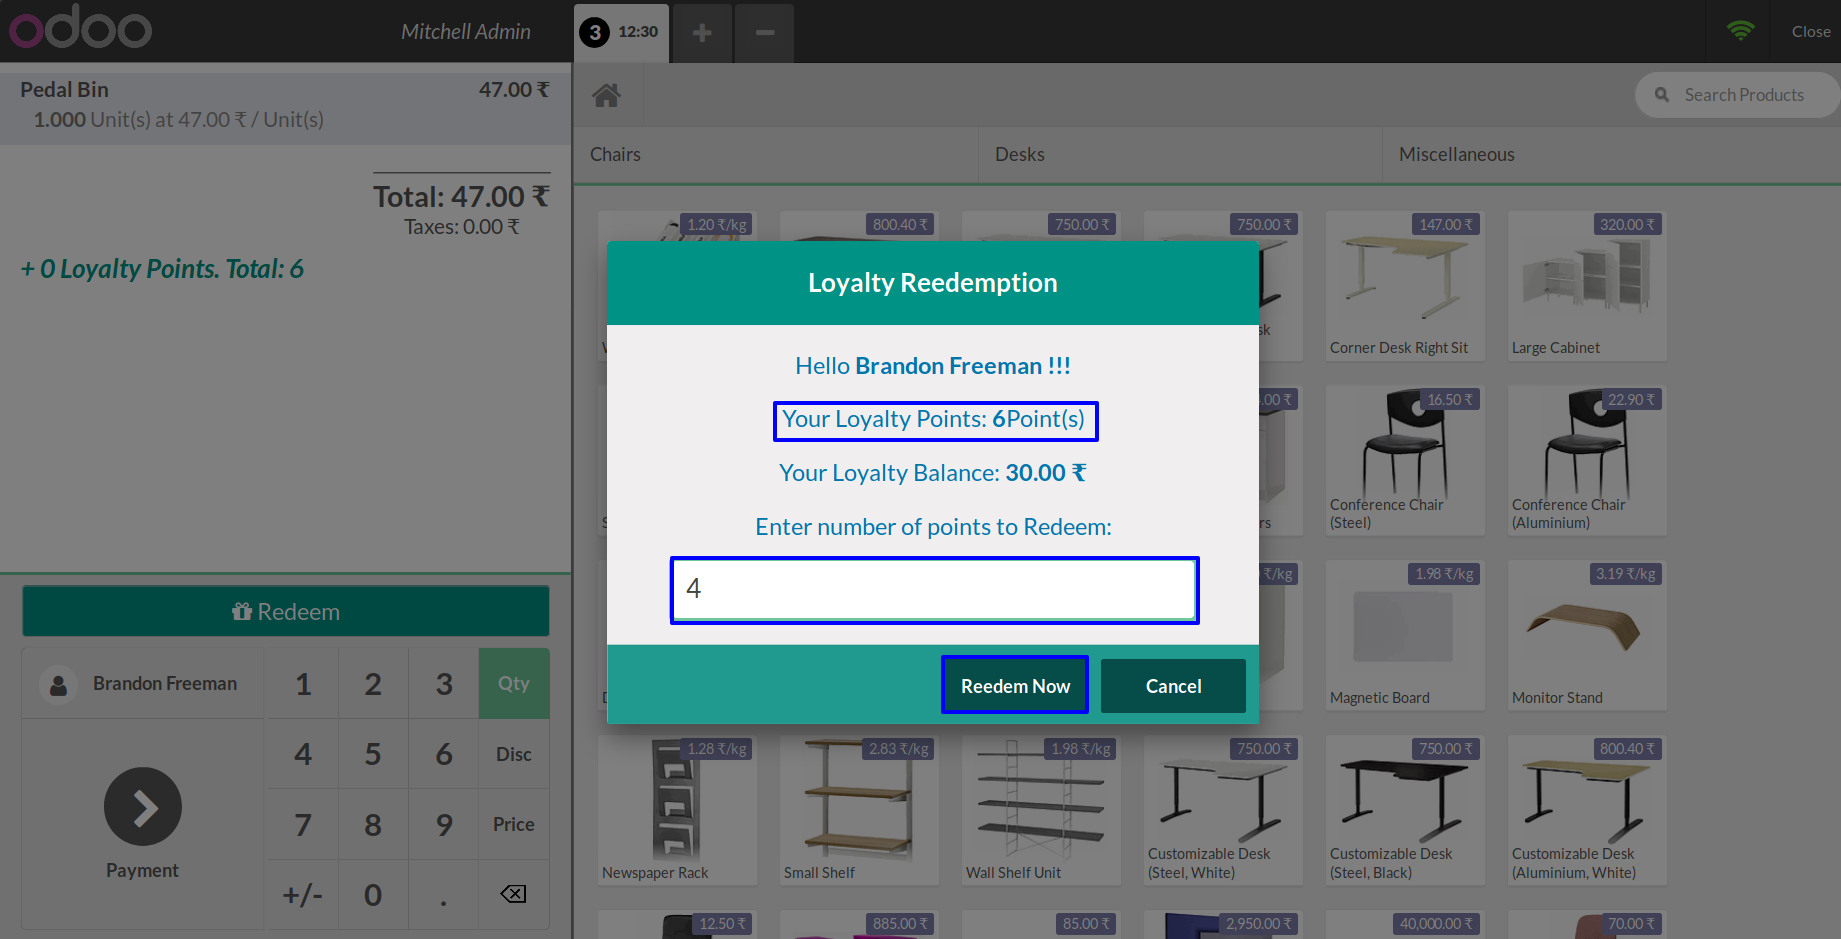 odoo
Mitchell Admin
3 12:30
Close
Pedal Bin 47.00 ₹
1.000 Unit(s) at 47.00 ₹ / Unit(s)
Total: 47.00 ₹
Taxes: 0.00 ₹
+ 0 Loyalty Points. Total: 6
Search Products
Chairs
Desks
Miscellaneous
1.20 ₹/kg
800.40 ₹
750.00 ₹
750.00 ₹
147.00 ₹
320.00 ₹
Corner Desk Right Sit
Large Cabinet
Loyalty Reedemption
Hello Brandon Freeman !!!
Your Loyalty Points: 6Point(s)
Your Loyalty Balance: 30.00 ₹
Enter number of points to Redeem:
4
Reedem Now
Cancel
16.50 ₹
22.90 ₹
Conference Chair
(Steel)
Conference Chair
(Aluminium)
₹/kg
1.98 ₹/kg
3.19 ₹/kg
Magnetic Board
Monitor Stand
Redeem
Brandon Freeman
1 2 3 Qty
4 5 6 Disc
7 8 9 Price
+/- 0 .
Payment
1.28 ₹/kg
2.83 ₹/kg
1.98 ₹/kg
750.00 ₹
750.00 ₹
800.40 ₹
Newspaper Rack
Small Shelf
Wall Shelf Unit
Customizable Desk
(Steel, White)
Customizable Desk
(Steel, Black)
Customizable Desk
(Aluminium, White)
12.50 ₹
885.00 ₹
85.00 ₹
2,950.00 ₹
40,000.00 ₹
70.00 ₹